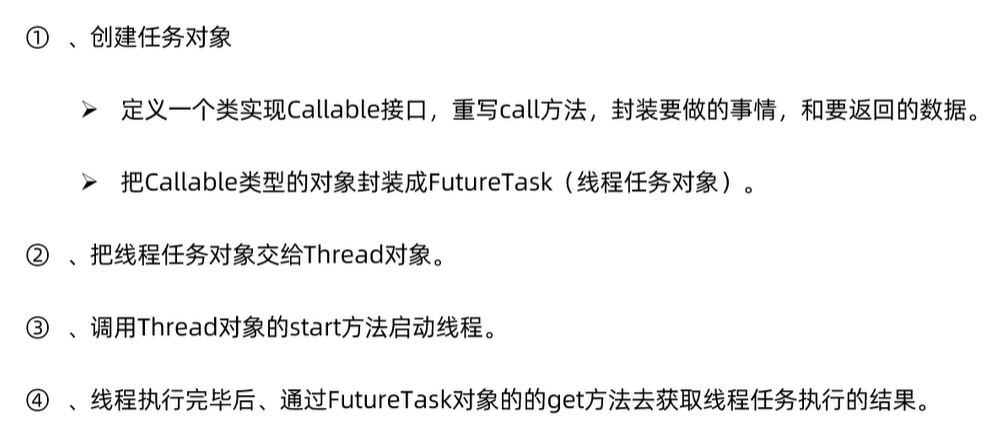 ① 、创建任务对象
➢ 定义一个类实现Callable接口，重写call方法，封装要做的事情，和要返回的数据。
➢ 把Callable类型的对象封装成FutureTask（线程任务对象）。
② 、把线程任务对象交给Thread对象。
③ 、调用Thread对象的start方法启动线程。
④ 、线程执行完毕后、通过FutureTask对象的的get方法去获取线程任务执行的结果。